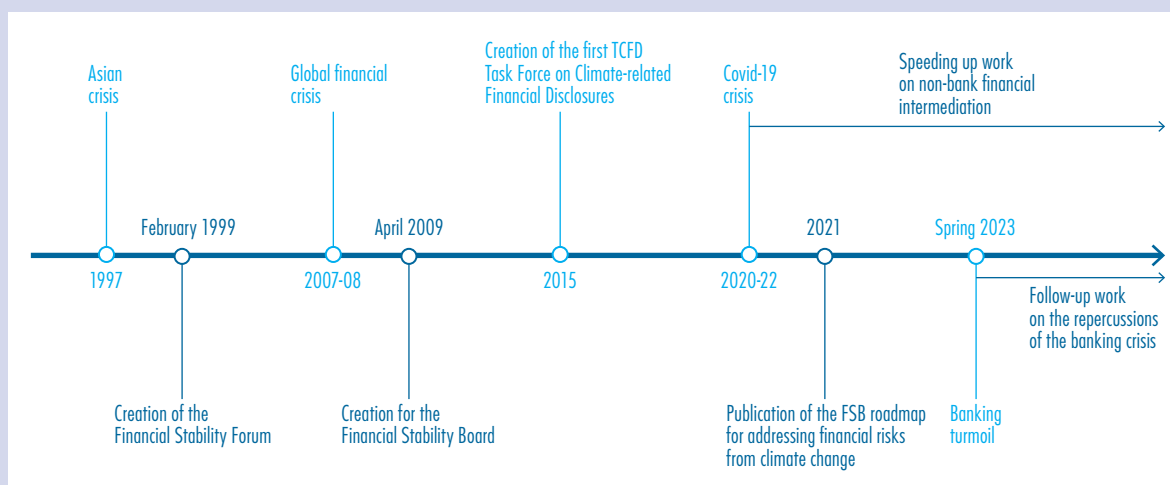 Asian
crisis
Global financial
crisis
Creation of the first TCFD
Task Force on Climate-related
Financial Disclosures
Covid-19
crisis
Speeding up work
on non-bank financial
intermediation
February 1999
April 2009
2021
Spring 2023
1997
2007-08
2015
2020-22
Follow-up work
on the repercussions
of the banking crisis
Creation of the
Financial Stability Forum
Creation for the
Financial Stability Board
Publication of the FSB roadmap
for addressing financial risks
from climate change
Banking
turmoil